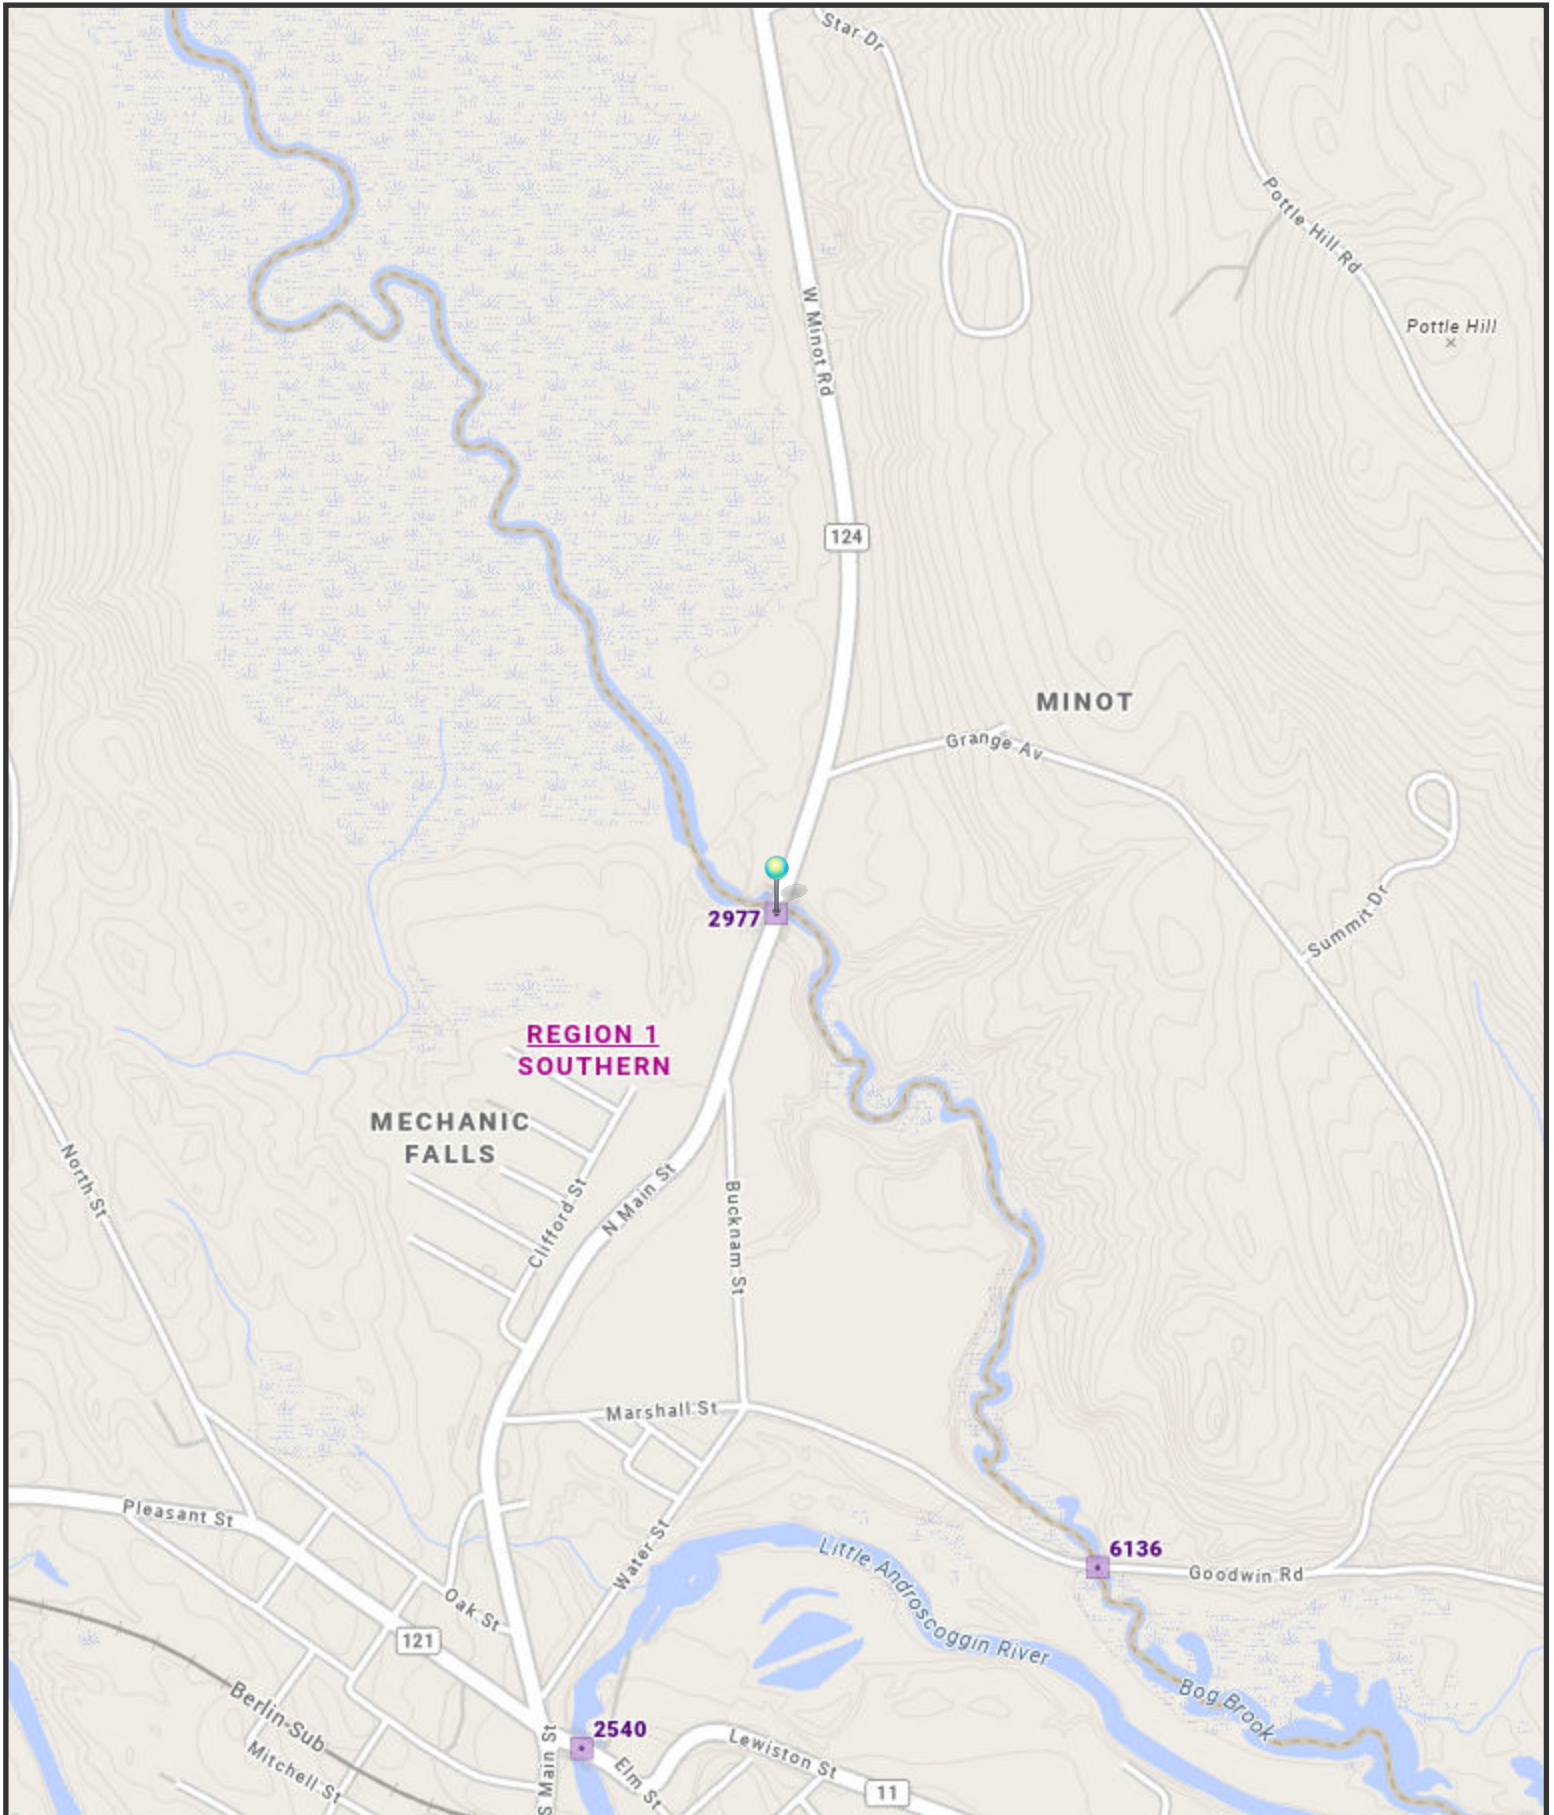 Star Dr
Pottle Hill Rd
W Minot Rd
Pottle Hill
124
MINOT
Grange Av
2977
Summit Dr
REGION 1
SOUTHERN
MECHANIC
FALLS
North St
Clifford St
N Main St
Bucknam St
Marshall St
Pleasant St
Water St
Little Androscoggin River
6136
Goodwin Rd
Oak St
121
Bog Brook
Berlin-Sub
2540
Mitchell St
S Main St
Elm St
Lewiston St
11